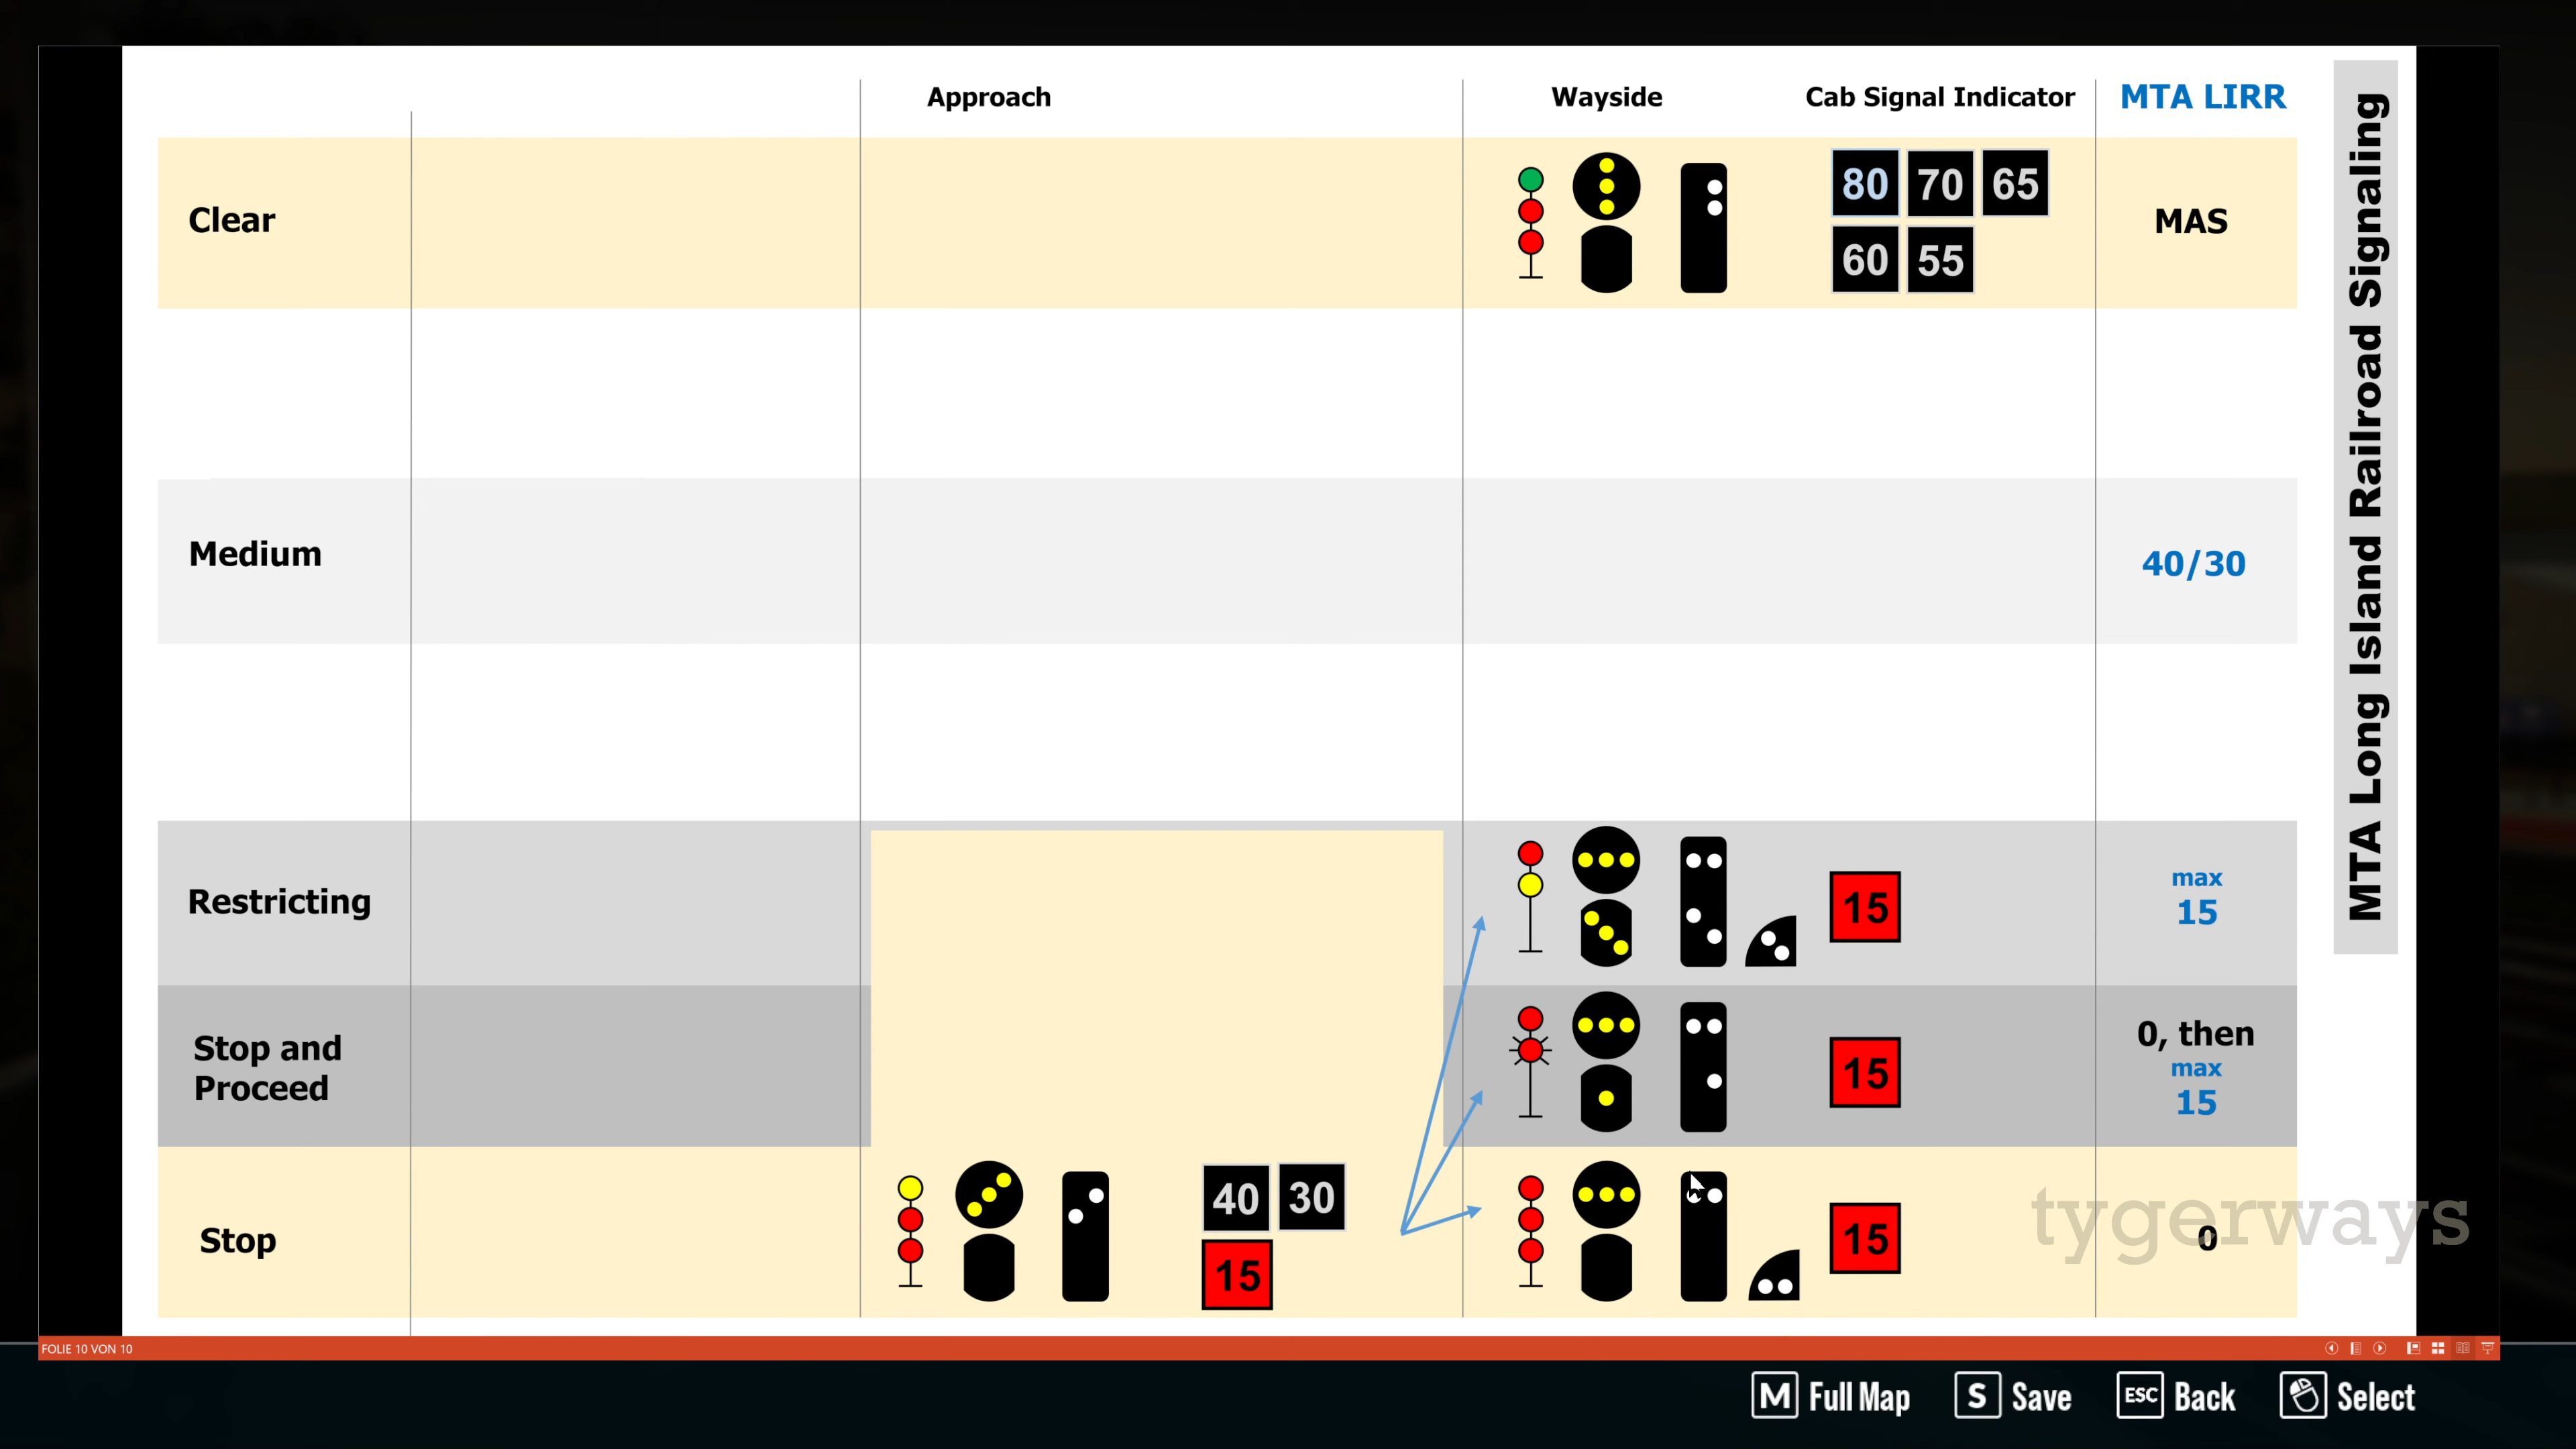 Approach
Wayside
Cab Signal Indicator
MTA LIRR
MTA Long Island Railroad Signaling
Clear
80 70 65
60 55
MAS
Medium
40/30
Restricting
15
max
15
Stop and
Proceed
15
0, then
max
15
Stop
40 30
15
15
0
tygerways
FOLIE 10 VON 10
M Full Map
S Save
ESC Back
Select